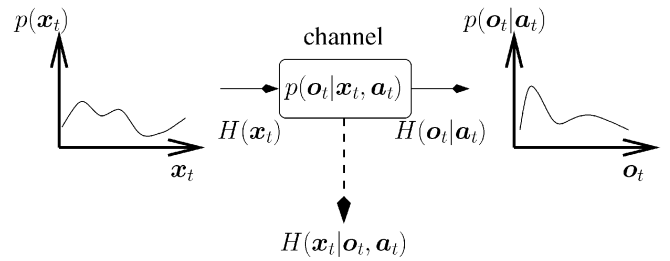 p(x_t)
x_t
H(x_t)
channel
p(o_t|x_t, a_t)
H(x_t|o_t, a_t)
H(o_t|a_t)
p(o_t|a_t)
o_t